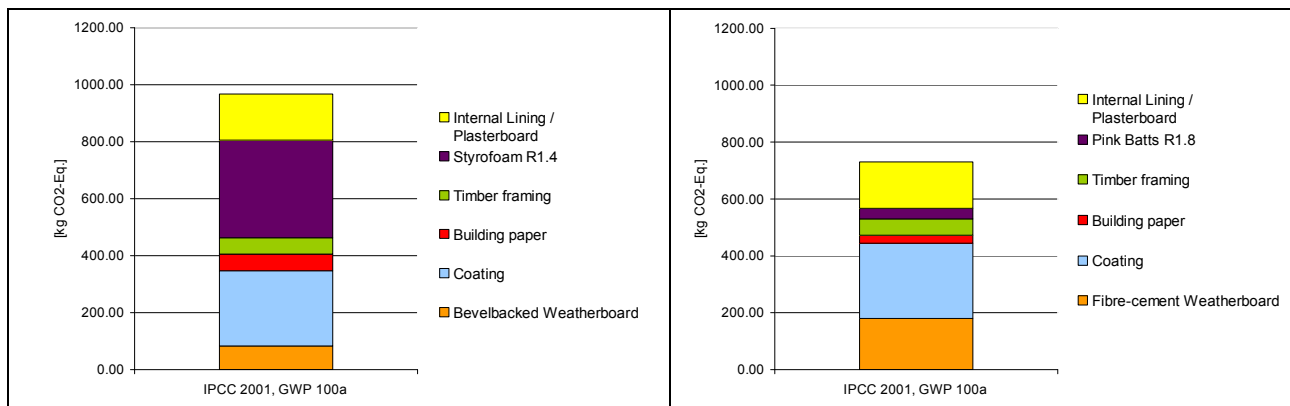 1200.00
1000.00
800.00
600.00
400.00
200.00
0.00
[kg CO2-Eq.]
IPCC 2001, GWP 100a
Internal Lining /
Plasterboard
Styrofoam R1.4
Timber framing
Building paper
Coating
Bevelbacked Weatherboard
1200.00
1000.00
800.00
600.00
400.00
200.00
0.00
[kg CO2-Eq.]
IPCC 2001, GWP 100a
Internal Lining /
Plasterboard
Pink Batts R1.8
Timber framing
Building paper
Coating
Fibre-cement Weatherboard